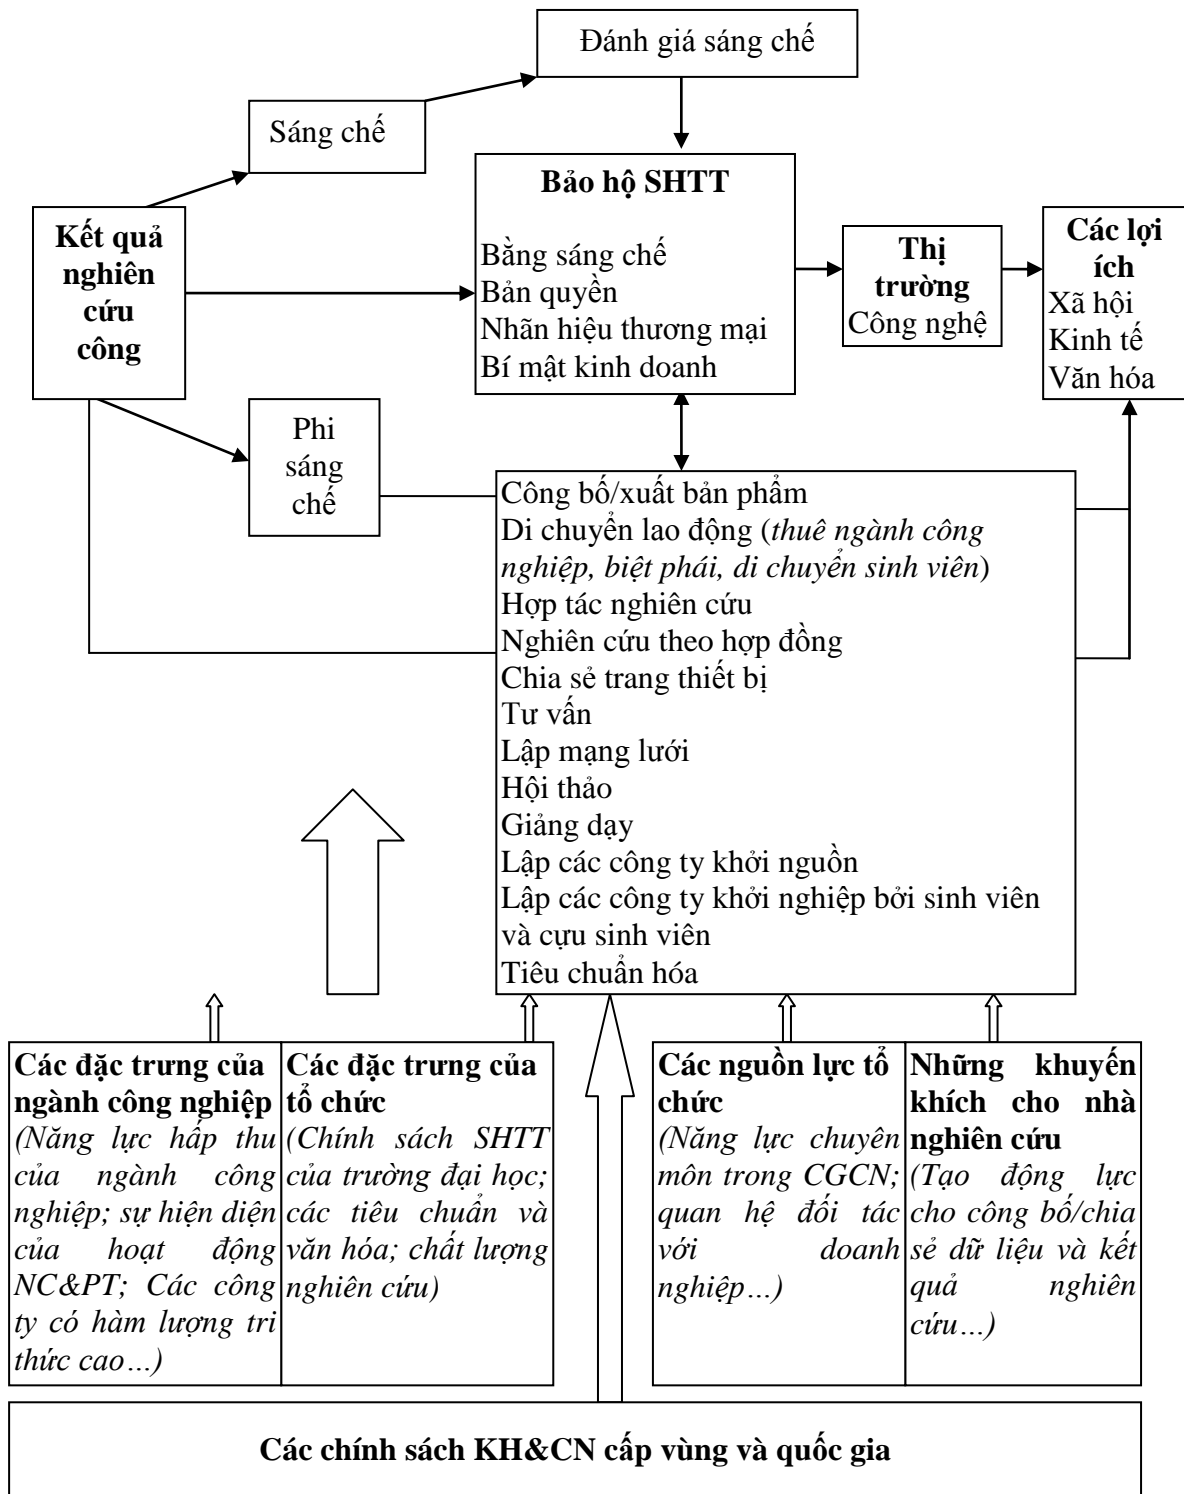 Đánh giá sáng chế
Sáng chế
Bảo hộ SHTT
Bằng sáng chế
Bản quyền
Nhãn hiệu thương mại
Bí mật kinh doanh
Kết quả
nghiên
cứu
công
Thị
trường
Công nghệ
Các lợi
ích
Xã hội
Kinh tế
Văn hóa
Phi
sáng
chế
Công bố/xuất bản phẩm
Di chuyển lao động (thuê ngành công
nghiệp, biệt phái, di chuyển sinh viên)
Hợp tác nghiên cứu
Nghiên cứu theo hợp đồng
Chia sẻ trang thiết bị
Tư vấn
Lập mạng lưới
Hội thảo
Giảng dạy
Lập các công ty khởi nguồn
Lập các công ty khởi nghiệp bởi sinh viên
và cựu sinh viên
Tiêu chuẩn hóa
Các đặc trưng của
ngành công nghiệp
(Năng lực hấp thu
của ngành công
nghiệp; sự hiện diện
của hoạt động
NC&PT; Các công
ty có hàm lượng tri
thức cao…)
Các đặc trưng của
tổ chức
(Chính sách SHTT
của trường đại học;
các tiêu chuẩn và
văn hóa; chất lượng
nghiên cứu)
Các nguồn lực tổ
chức
(Năng lực chuyên
môn trong CGCN;
quan hệ đối tác
với doanh
nghiệp…)
Những khuyến
khích cho nhà
nghiên cứu
(Tạo động lực
cho công bố/chia
sẻ dữ liệu và kết
quả nghiên
cứu…)
Các chính sách KH&CN cấp vùng và quốc gia